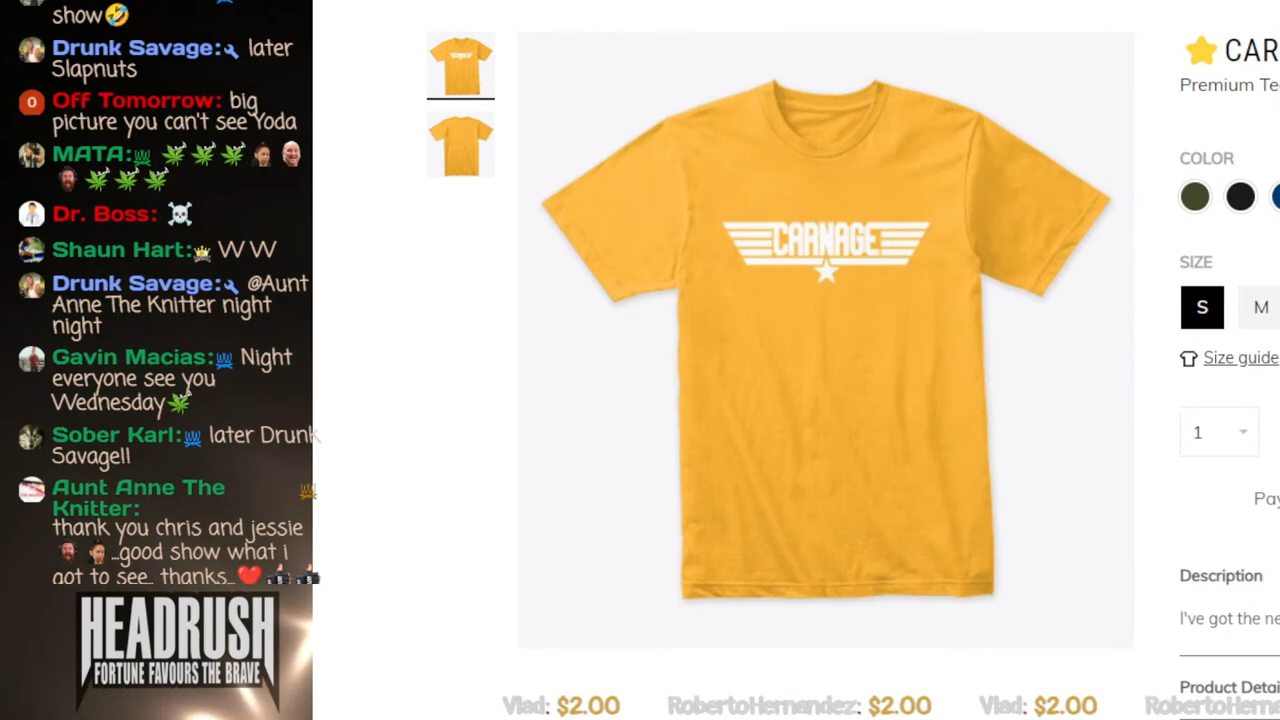 show
Drunk Savage: later
Slapnuts
O
Off Tomorrow: big
picture you can't see Yoda
MATA:
Dr. Boss:
Shaun Hart: W W
Drunk Savage: @Aunt
Anne The Knitter night
night
Gavin Macias: Night
everyone see you
Wednesday
Sober Karl: later Drunk
Savage!!
Aunt Anne The
Knitter:
thank you chris and jessie
...good show what i
got to see.. thanks...
HEADRUSH
FORTUNE FAVOURS THE BRAVE
CARNAGE
CAR
Premium Te
COLOR
SIZE
S M
Size guide
1
Pay
Description
I've got the ne
Product Detai
Vlad: $2.00 RobertoHernandez: $2.00 Vlad: $2.00 RobertoHerna